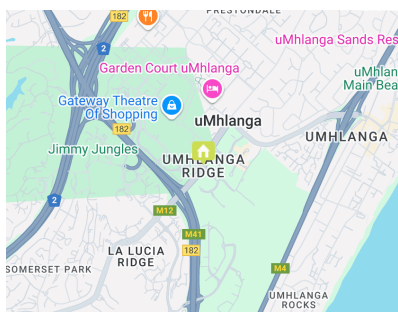 PRESTONDALE
182
uMhlanga Sands Res
2
Garden Court uMhlanga
uMhlan
Main Bea
Gateway Theatre
Of Shopping
uMhlanga
182
UMHLANGA
Jimmy Jungles
UMHLANGA
RIDGE
2
M12
M41
182
LA LUCIA
RIDGE
SOMERSET PARK
M4
UMHLANGA
ROCKS